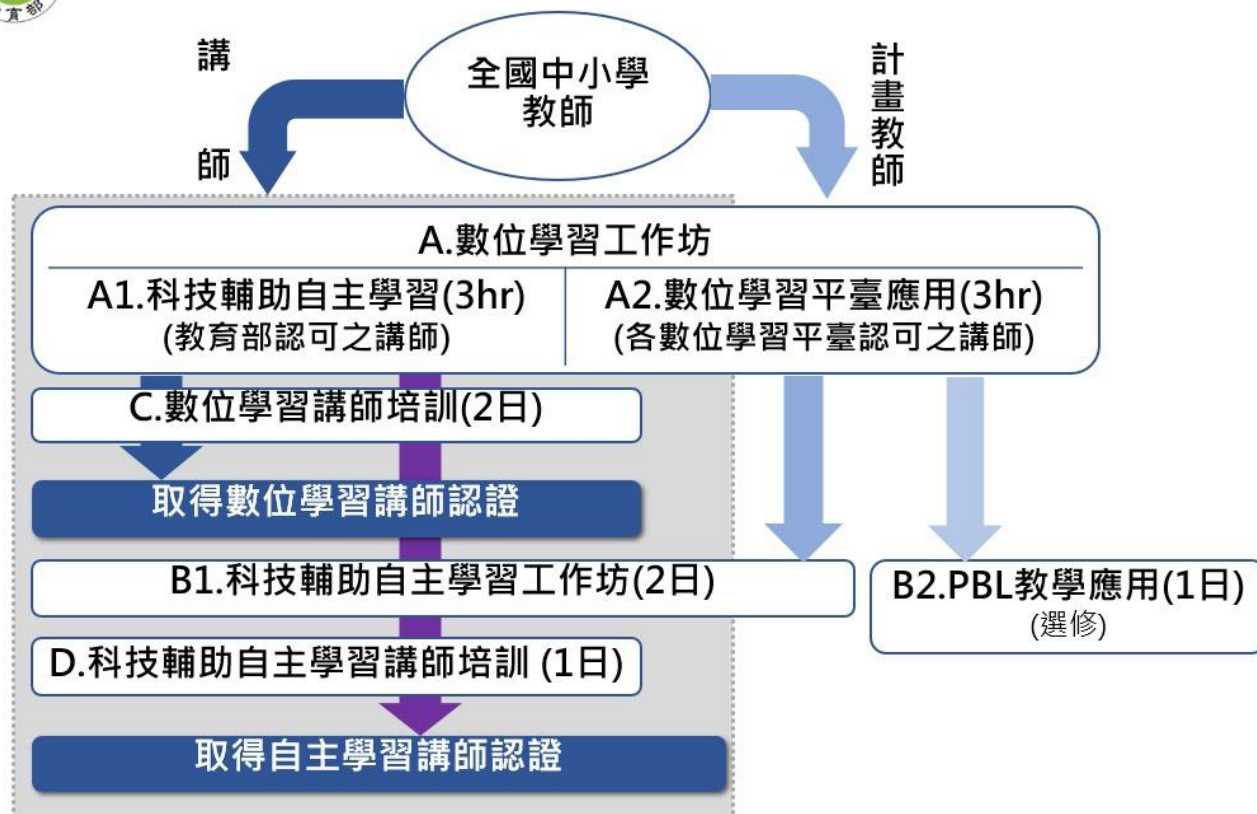 育部
講師
全國中小學
教師
計畫教師
A.數位學習工作坊
A1.科技輔助自主學習(3hr)
(教育部認可之講師)
A2.數位學習平臺應用(3hr)
(各數位學習平臺認可之講師)
C.數位學習講師培訓(2日)
取得數位學習講師認證
B1.科技輔助自主學習工作坊(2日)
B2.PBL教學應用(1日)
(選修)
D.科技輔助自主學習講師培訓 (1日)
取得自主學習講師認證